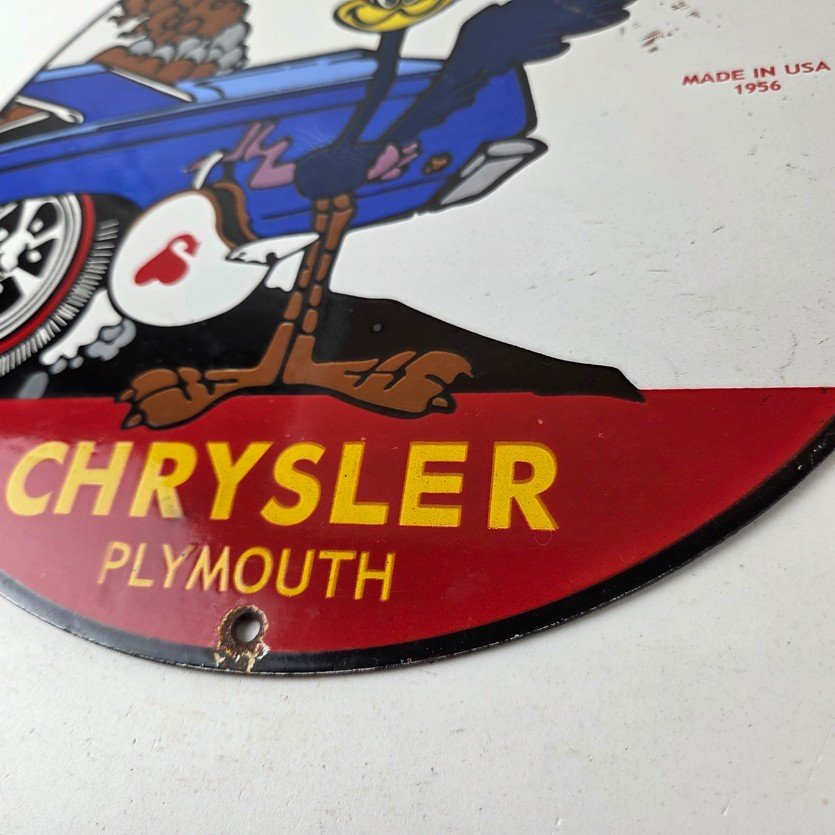 MADE IN USA
1956
CHRYSLER
PLYMOUTH